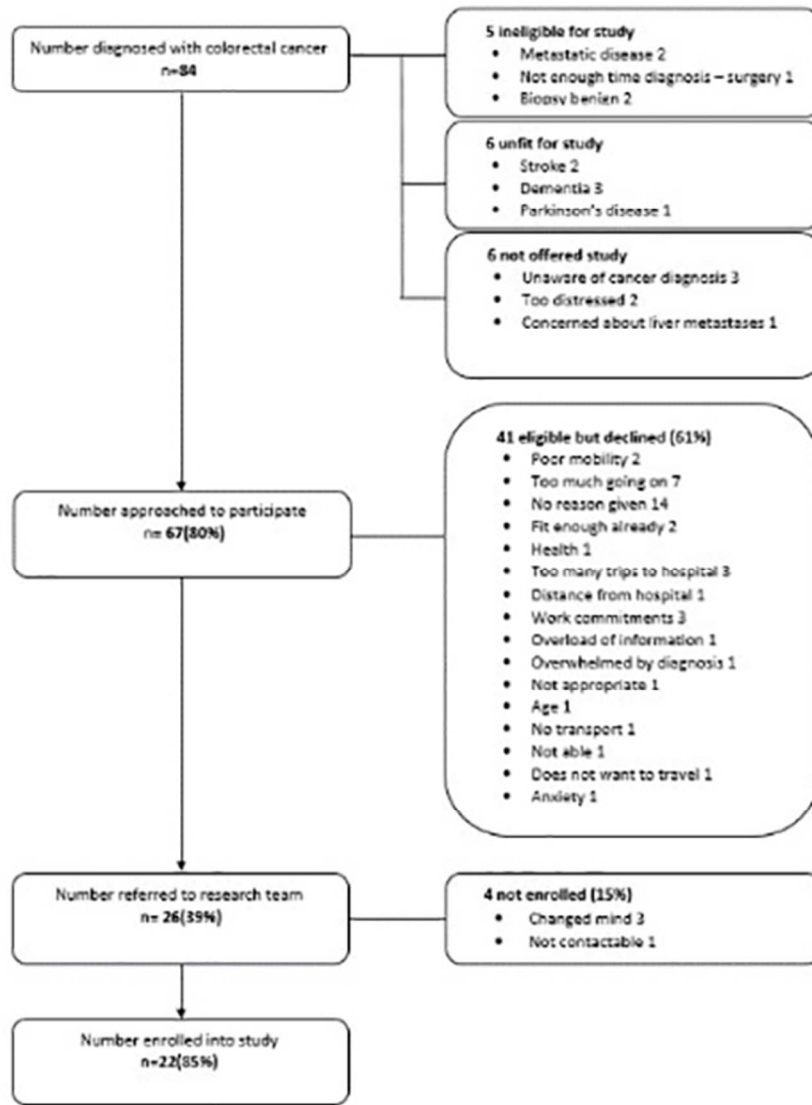 Number diagnosed with colorectal cancer
n=84
5 ineligible for study
• Metastatic disease 2
• Not enough time diagnosis – surgery 1
• Biopsy benign 2
6 unfit for study
• Stroke 2
• Dementia 3
• Parkinson's disease 1
6 not offered study
• Unaware of cancer diagnosis 3
• Too distressed 2
• Concerned about liver metastases 1
Number approached to participate
n= 67(80%)
41 eligible but declined (61%)
• Poor mobility 2
• Too much going on 7
• No reason given 14
• Fit enough already 2
• Health 1
• Too many trips to hospital 3
• Distance from hospital 1
• Work commitments 3
• Overload of information 1
• Overwhelmed by diagnosis 1
• Not appropriate 1
• Age 1
• No transport 1
• Not able 1
• Does not want to travel 1
• Anxiety 1
Number referred to research team
n= 26(39%)
4 not enrolled (15%)
• Changed mind 3
• Not contactable 1
Number enrolled into study
n=22(85%)